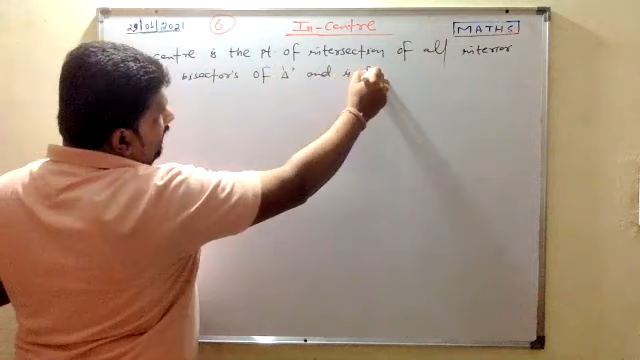 29/06/2021 6 In-Centre MATHS
centre is the pt. of intersection of all interior
bisector's of Δ' and is